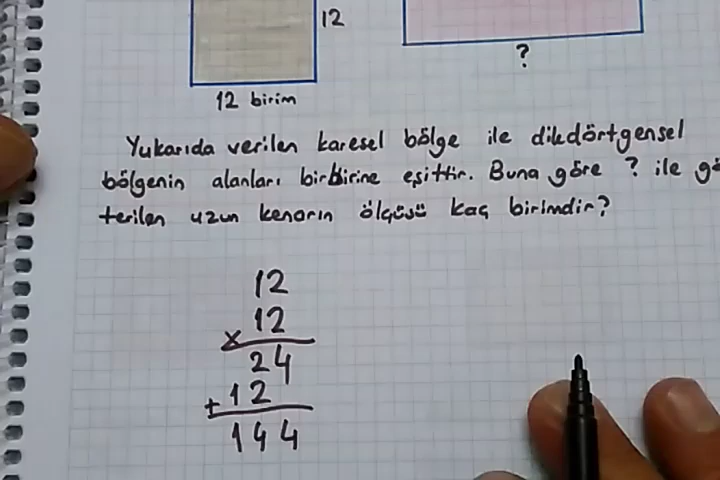 12
?
12 birim
Yukarıda verilen karesel bölge ile dikdörtgensel
bölgenin alanları birbirine eşittir. Buna göre ? ile gö
terilen uzun kenarın ölçüsü kaç birimdir?
12
x 12
24
+ 12
144